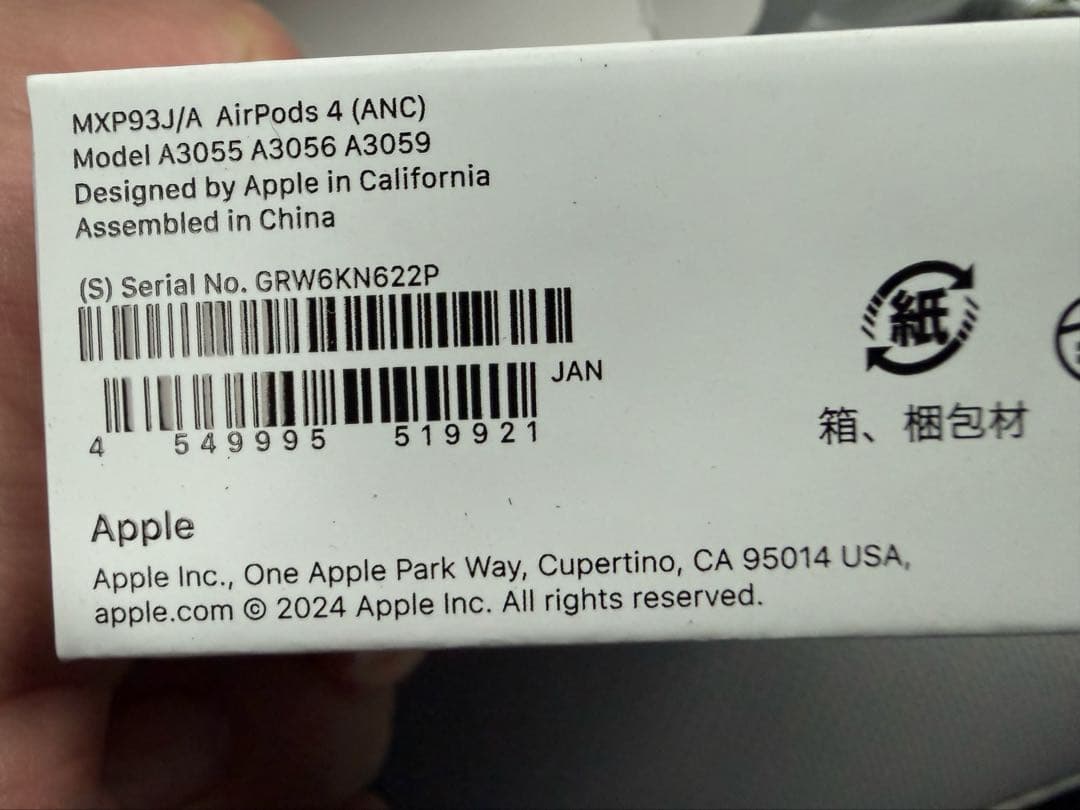 MXP93J/A AirPods 4 (ANC)
Model A3055 A3056 A3059
Designed by Apple in California
Assembled in China
(S) Serial No. GRW6KN622P
JAN
4 549995 519921
紙
箱、梱包材
Apple
Apple Inc., One Apple Park Way, Cupertino, CA 95014 USA,
apple.com © 2024 Apple Inc. All rights reserved.